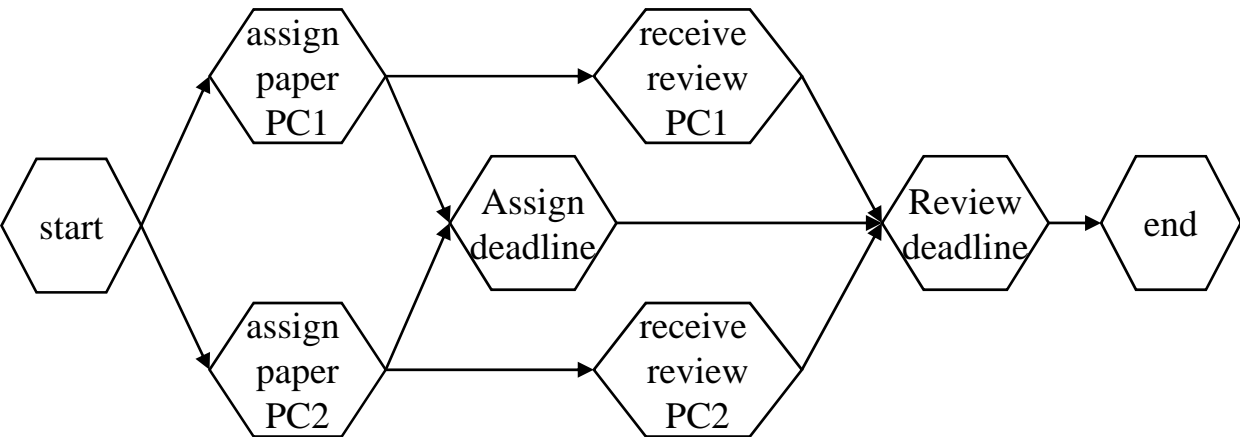 start
assign
paper
PC1
assign
paper
PC2
Assign
deadline
receive
review
PC1
receive
review
PC2
Review
deadline
end